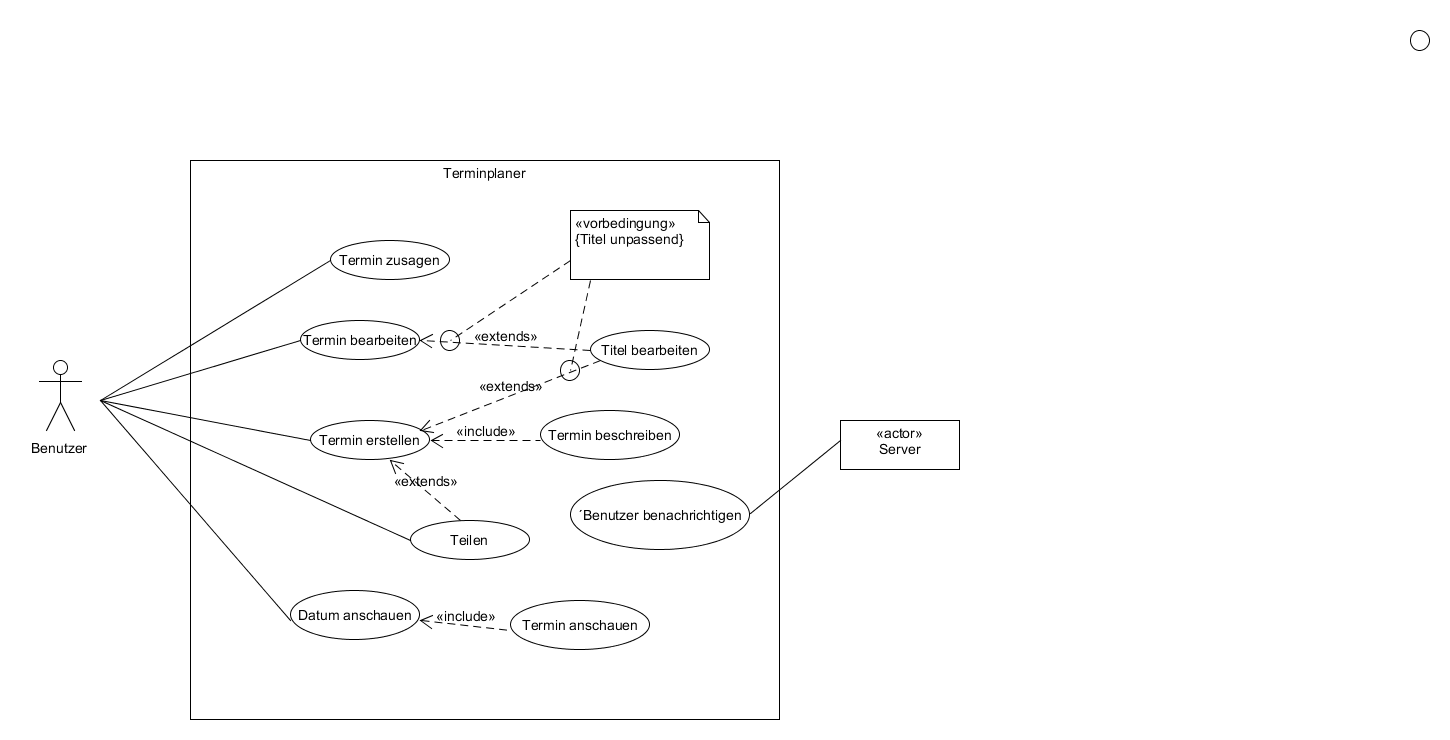 Terminplaner
«vorbedingung»
{Titel unpassend}
Termin zusagen
Termin bearbeiten
«extends»
Titel bearbeiten
«extends»
Termin erstellen
«include»
Termin beschreiben
«actor»
Server
Benutzer
«extends»
´Benutzer benachrichtigen
Teilen
Datum anschauen
«include»
Termin anschauen